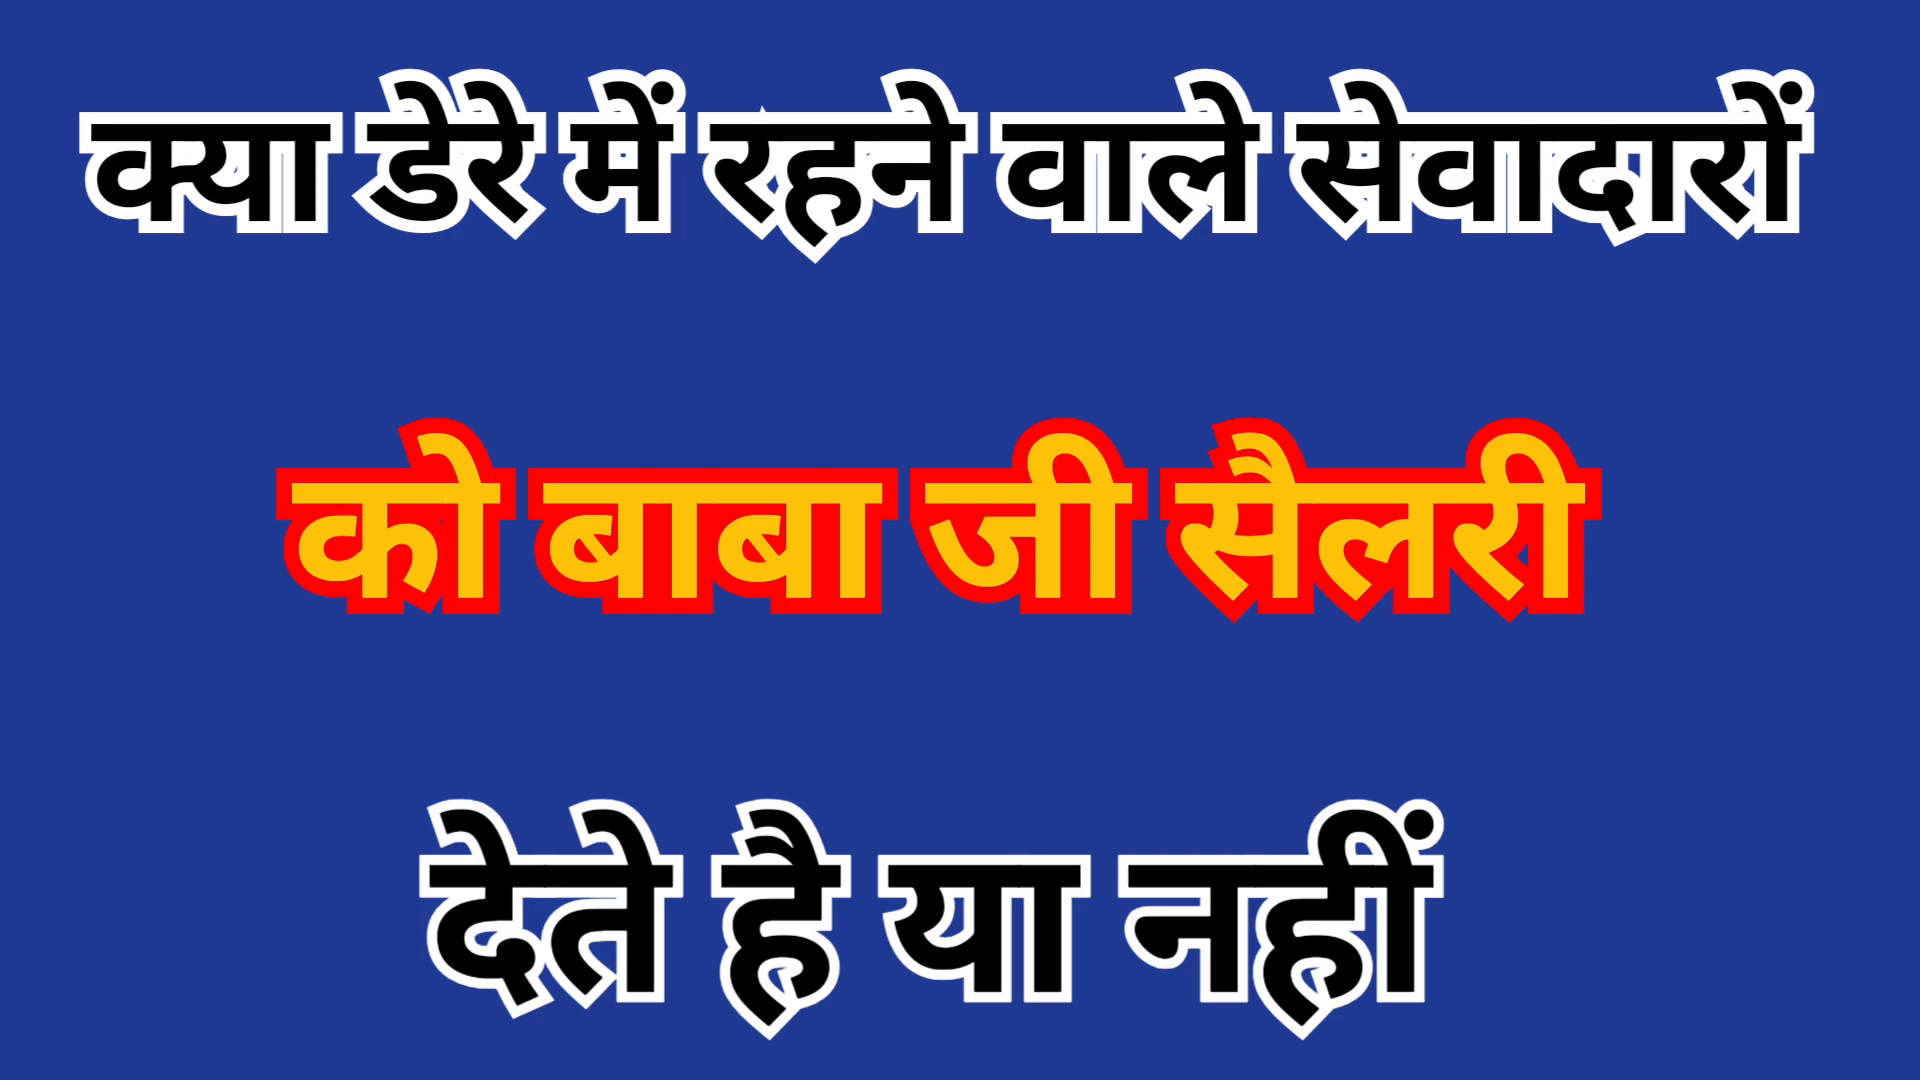 क्या डेरे में रहने वाले सेवादारों
को बाबा जी सैलरी
देते है या नहीं